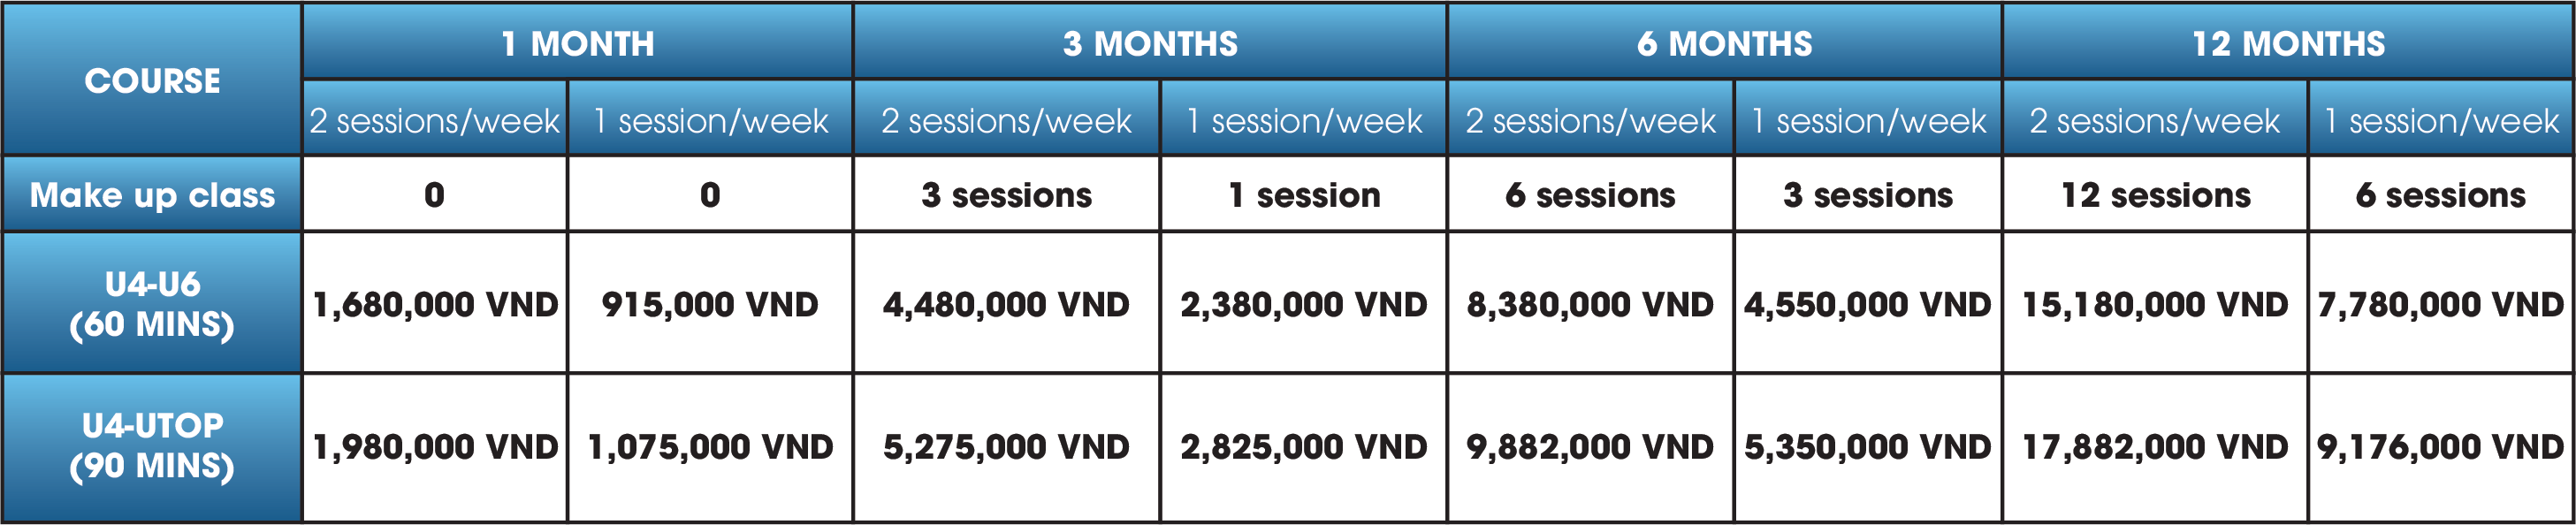 COURSE
1 MONTH
3 MONTHS
6 MONTHS
12 MONTHS
2 sessions/week
1 session/week
2 sessions/week
1 session/week
2 sessions/week
1 session/week
2 sessions/week
1 session/week
Make up class
0
0
3 sessions
1 session
6 sessions
3 sessions
12 sessions
6 sessions
U4-U6
(60 MINS)
1,680,000 VND
915,000 VND
4,480,000 VND
2,380,000 VND
8,380,000 VND
4,550,000 VND
15,180,000 VND
7,780,000 VND
U4-UTOP
(90 MINS)
1,980,000 VND
1,075,000 VND
5,275,000 VND
2,825,000 VND
9,882,000 VND
5,350,000 VND
17,882,000 VND
9,176,000 VND